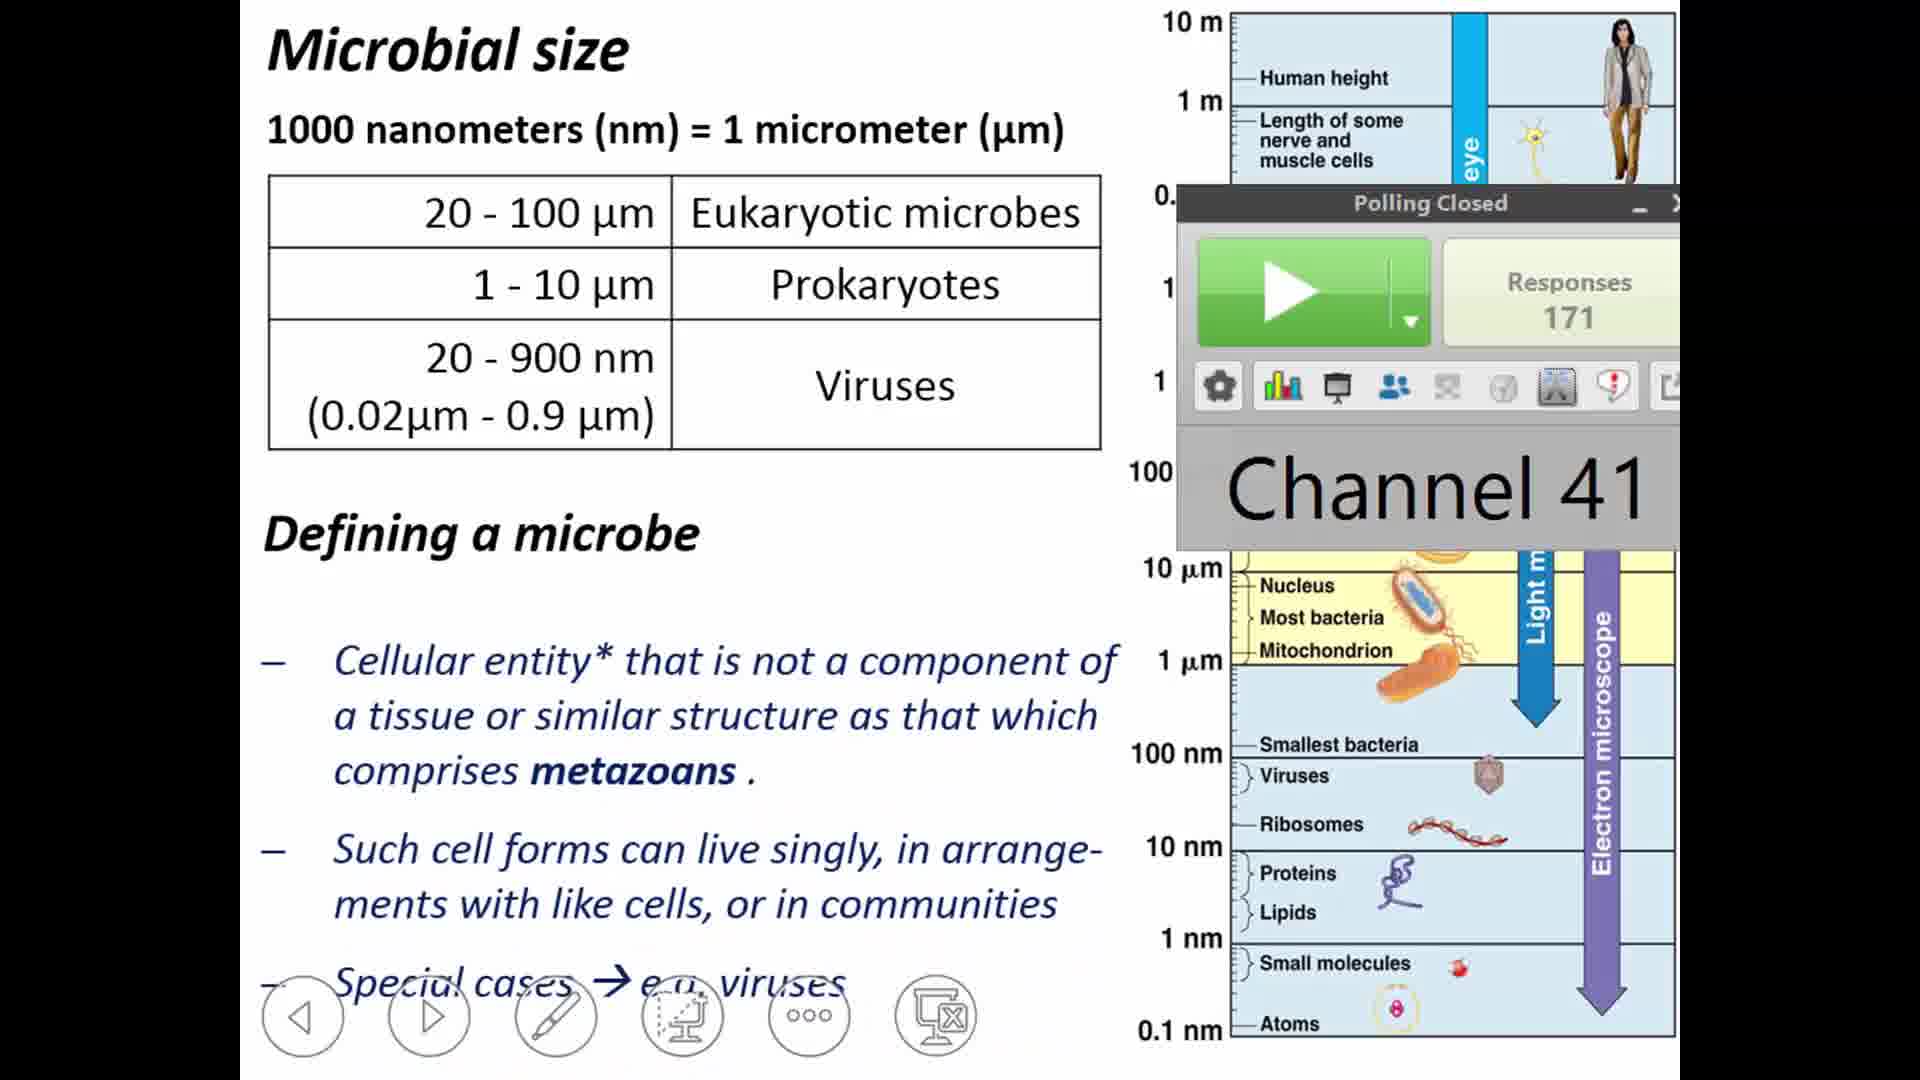 Microbial size
1000 nanometers (nm) = 1 micrometer (µm)
20 - 100 µm Eukaryotic microbes
1 - 10 µm Prokaryotes
20 - 900 nm
(0.02µm - 0.9 µm) Viruses
Defining a microbe
– Cellular entity* that is not a component of
a tissue or similar structure as that which
comprises metazoans .
– Such cell forms can live singly, in arrange-
ments with like cells, or in communities
– Special cases → e.g. viruses
10 m
Human height
1 m
Length of some
nerve and
muscle cells
eye
0.
Polling Closed
Responses
171
1
1
100
Channel 41
10 µm
Nucleus
Most bacteria
Mitochondrion
1 µm
Light m
Electron microscope
Smallest bacteria
100 nm
Viruses
Ribosomes
10 nm
Proteins
Lipids
1 nm
Small molecules
Atoms
0.1 nm